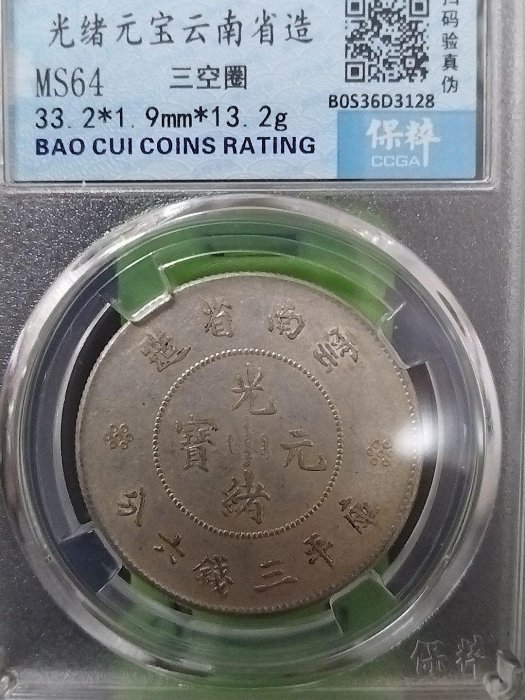 光绪元宝云南省造
MS64
三空圈
33.2*1.9mm*13.2g
BAO CUI COINS RATING
扫码验真伪
B0S36D3128
保粹
CCGA
造省南雲
光
寶 元
緒
庫平三錢六分
保粹